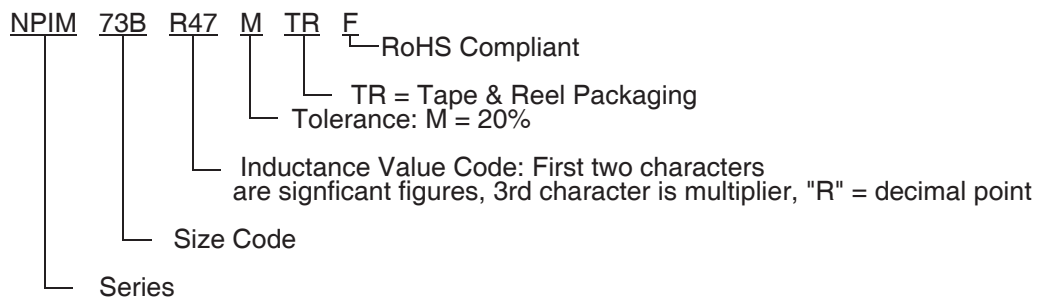 NPIM 73B R47 M TR F
RoHS Compliant
TR = Tape & Reel Packaging
Tolerance: M = 20%
Inductance Value Code: First two characters
are signficant figures, 3rd character is multiplier, "R" = decimal point
Size Code
Series